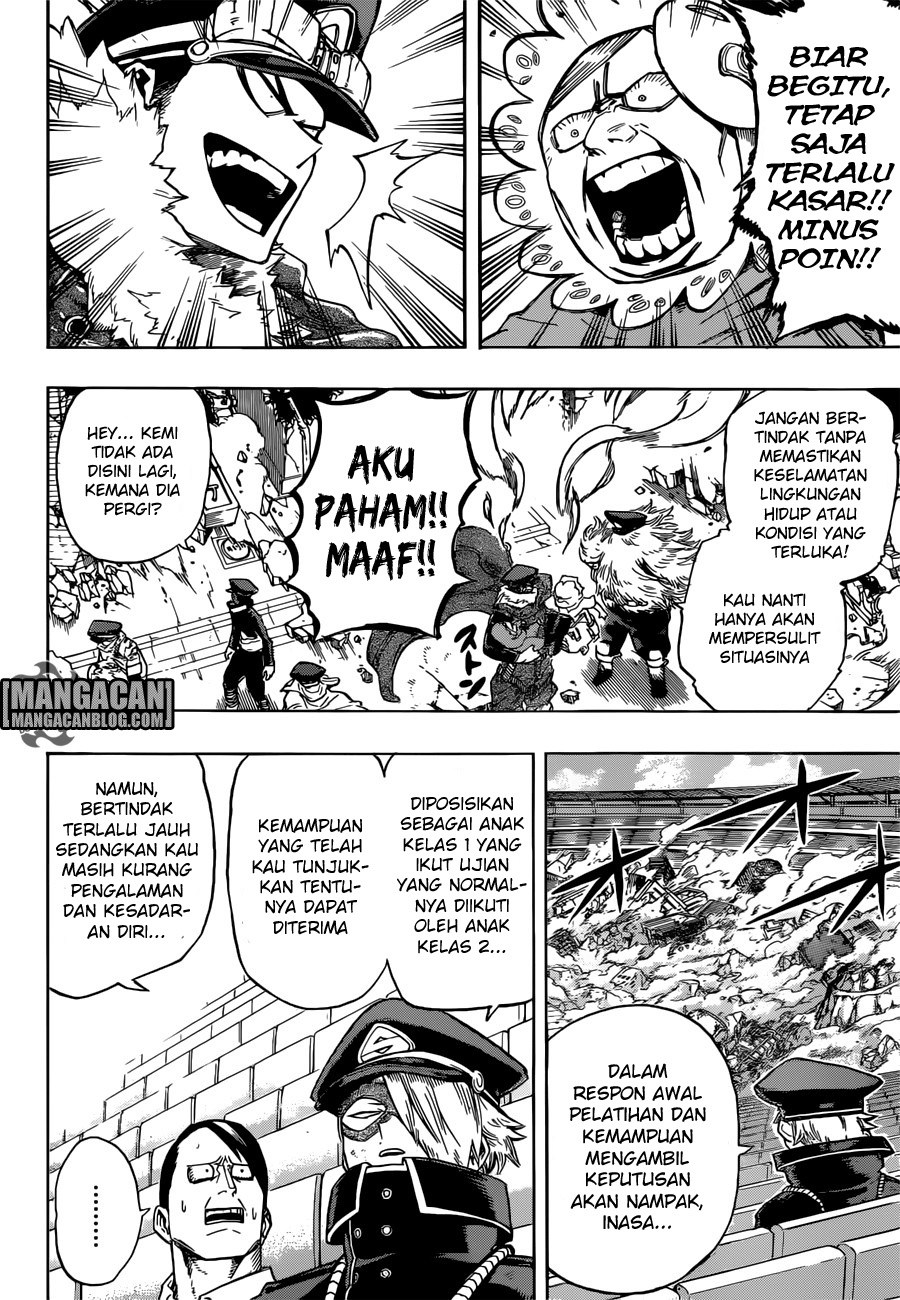 BIAR
BEGITU,
TETAP
SAJA
TERLALU
KASAR!!
MINUS
POIN!!
JANGAN BER-
TINDAK TANPA
MEMASTIKAN
KESELAMATAN
LINGKUNGAN
HIDUP ATAU
KONDISI YANG
TERLUKA!
KAU NANTI
HANYA AKAN
MEMPERSULIT
SITUASINYA
AKU
PAHAM!!
MAAF!!
ストン
HEY... KEMI
TIDAK ADA
DISINI LAGI,
KEMANA DIA
PERGI?
[MANGACAN]
MANGACANBLOG.COM
DALAM
RESPON AWAL
PELATIHAN DAN
KEMAMPUAN
MENGAMBIL
KEPUTUSAN
AKAN NAMPAK,
INASA...
DIPOSISIKAN
SEBAGAI ANAK
KELAS 1 YANG
IKUT UJIAN
YANG NORMAL-
NYA DIIKUTI
OLEH ANAK
KELAS 2...
KEMAMPUAN
YANG TELAH
KAU TUNJUK-
KAN TENTU-
NYA DAPAT
DITERIMA
NAMUN,
BERTINDAK
TERLALU JAUH
SEDANGKAN KAU
MASIH KURANG
PENGALAMAN
DAN KESADAR-
AN DIRI...
.........